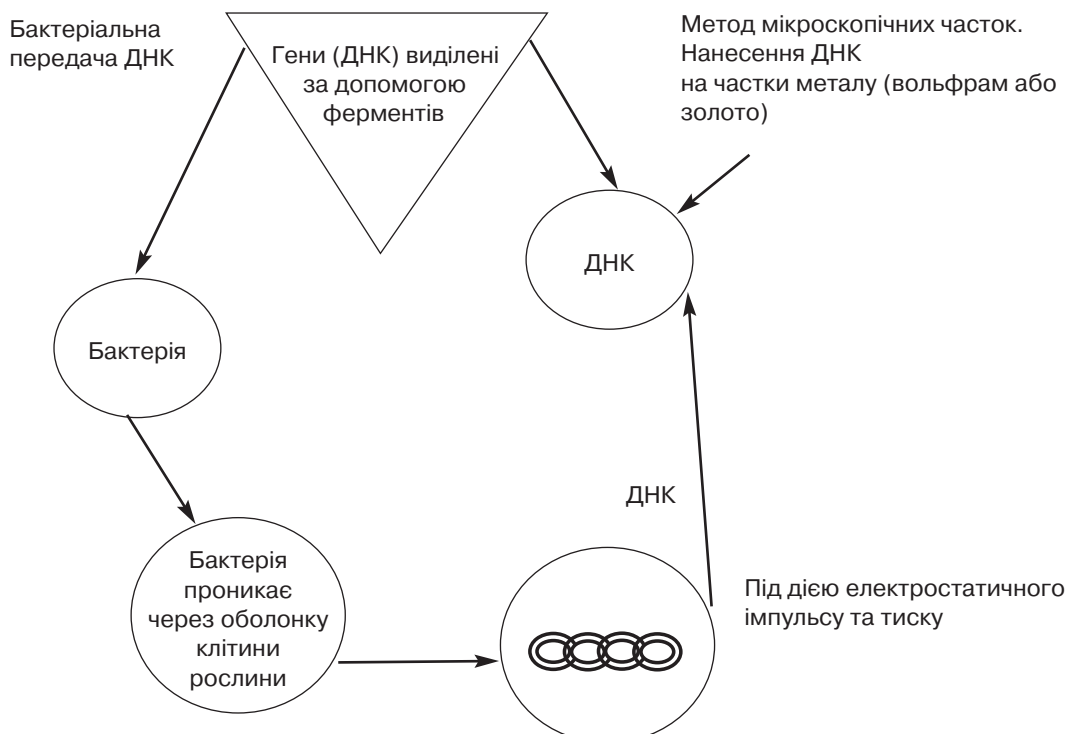 Бактеріальна
передача ДНК
Гени (ДНК) виділені
за допомогою
ферментів
Метод мікроскопічних часток.
Нанесення ДНК
на частки металу (вольфрам або
золото)
ДНК
Бактерія
ДНК
Бактерія
проникає
через оболонку
клітини
рослини
Під дією електростатичного
імпульсу та тиску